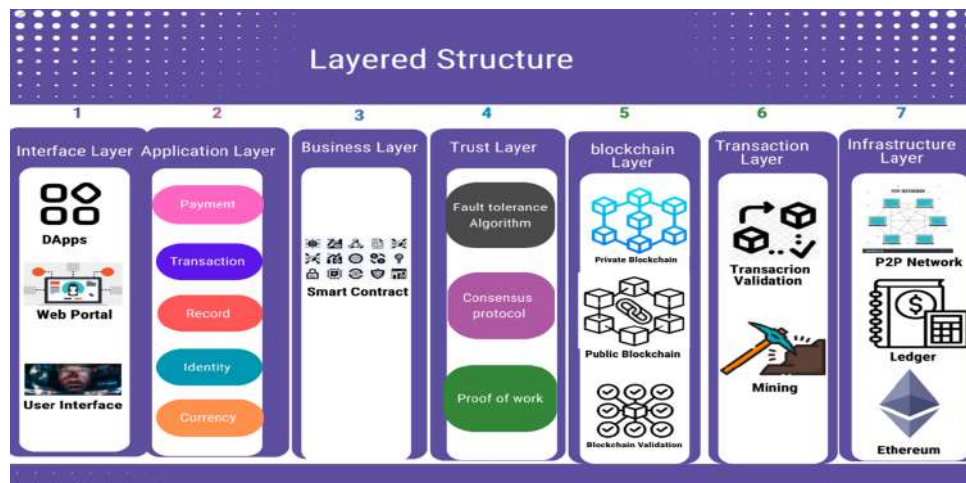 Layered Structure
1
2
3
4
5
6
7
Interface Layer
DApps
Web Portal
User Interface
Application Layer
Payment
Transaction
Record
Identity
Currency
Business Layer
Smart Contract
Trust Layer
Fault tolerance
Algorithm
Consensus
protocol
Proof of work
blockchain
Layer
Private Blockchain
Public Blockchain
Blockchain Validation
Transaction
Layer
Transacrion
Validation
Mining
Infrastructure
Layer
P2P NETWORK
P2P Network
Ledger
Ethereum